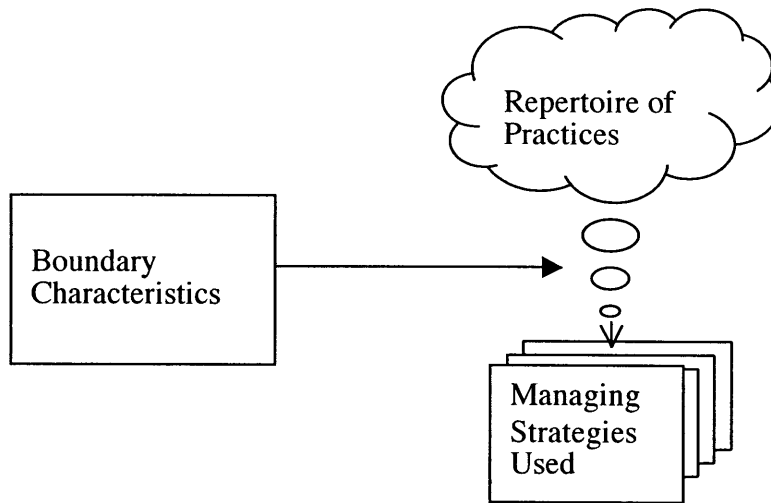 Repertoire of
Practices
Boundary
Characteristics
Managing
Strategies
Used